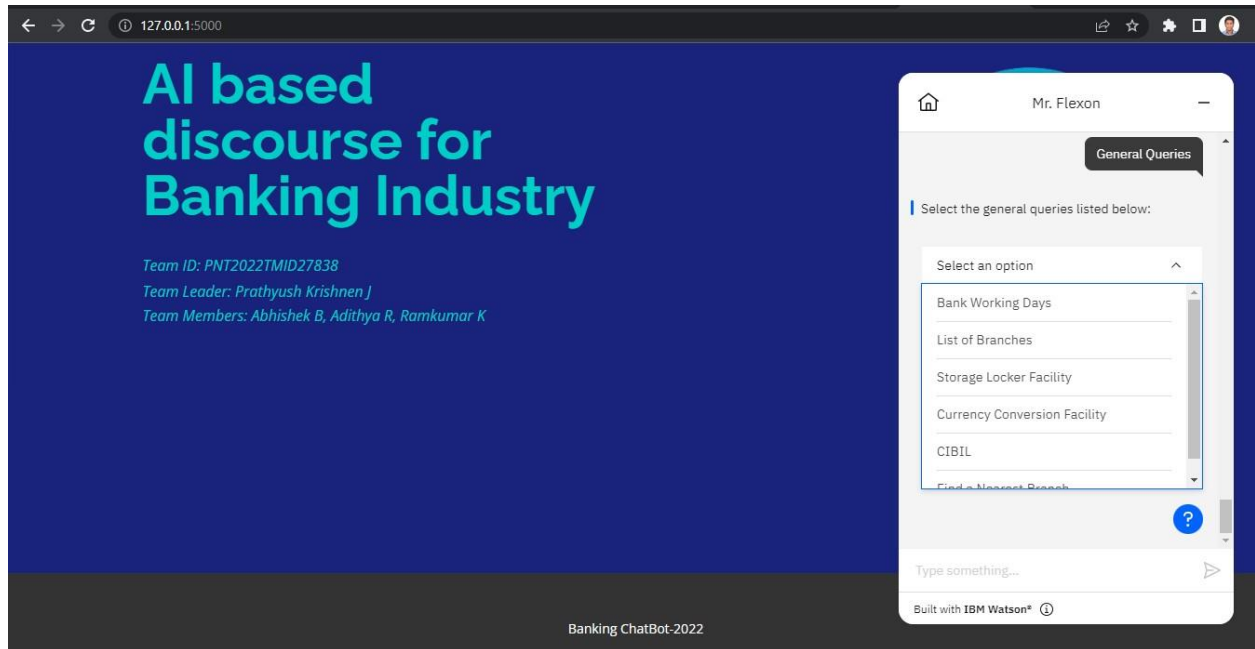 127.0.0.1:5000
AI based
discourse for
Banking Industry
Team ID: PNT2022TMID27838
Team Leader: Prathyush Krishnen J
Team Members: Abhishek B, Adithya R, Ramkumar K
Mr. Flexon
General Queries
Select the general queries listed below:
Select an option
Bank Working Days
List of Branches
Storage Locker Facility
Currency Conversion Facility
CIBIL
Find a Nearest Branch
?
Type something...
Built with IBM Watson®
Banking ChatBot-2022